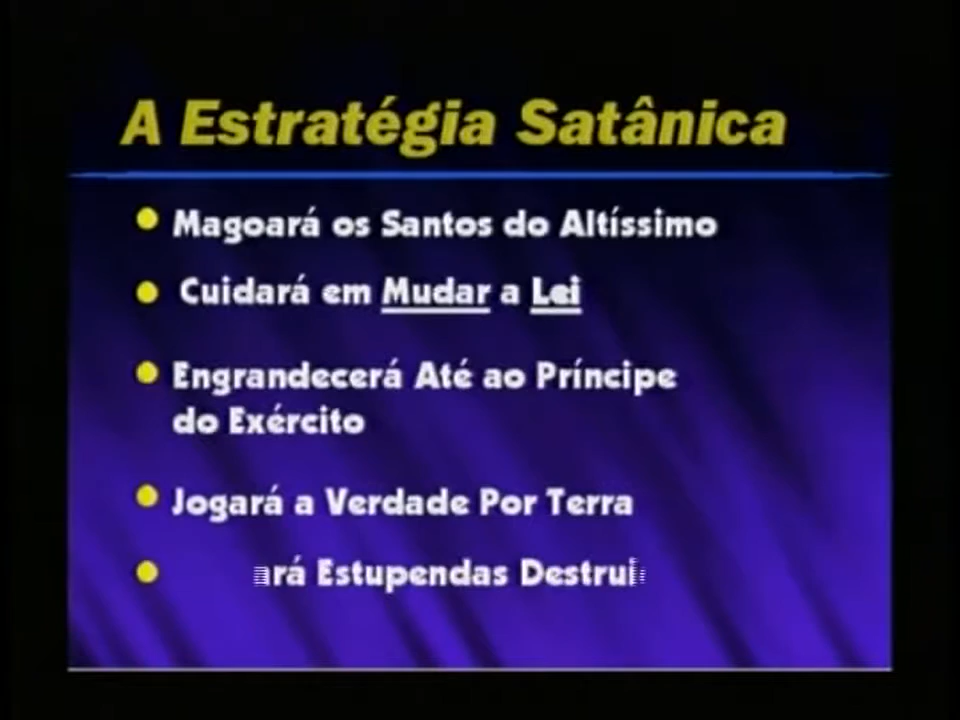 A Estratégia Satânica
Magoará os Santos do Altíssimo
Cuidará em Mudar a Lei
Engrandecerá Até ao Príncipe
do Exército
Jogará a Verdade Por Terra
Estupendas